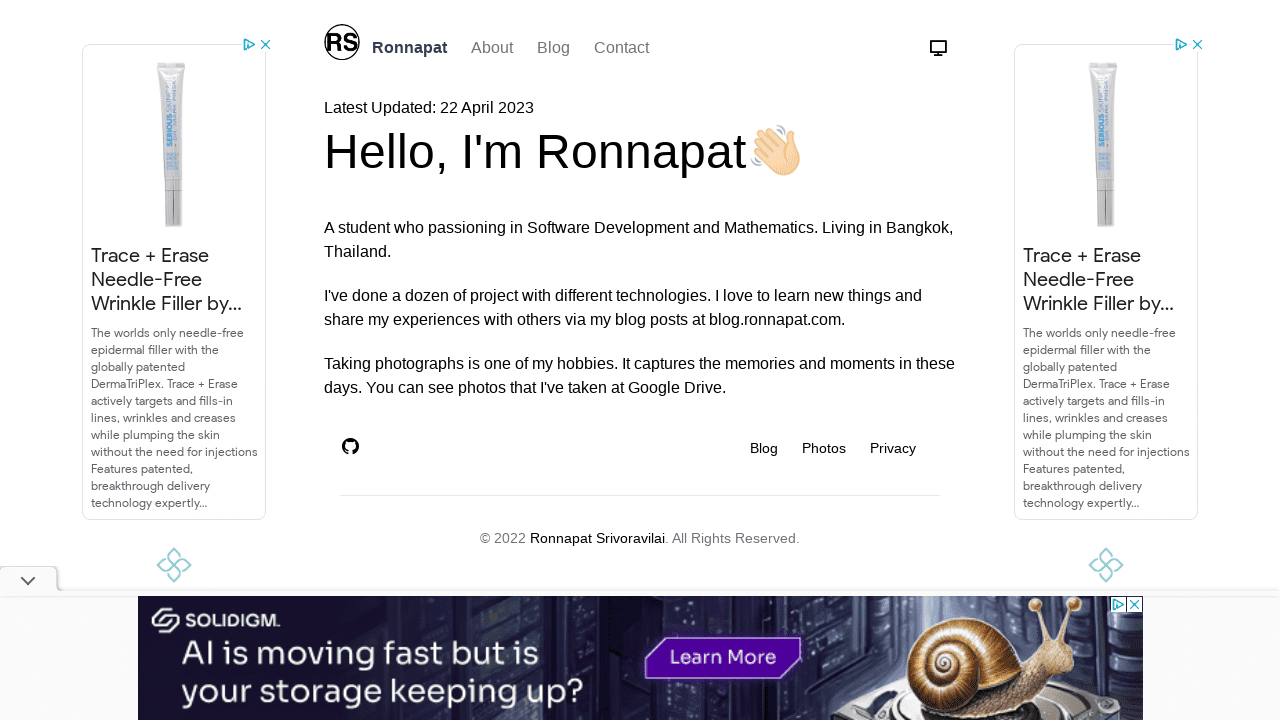 RS
Ronnapat About Blog Contact
Latest Updated: 22 April 2023
Hello, I'm Ronnapat👋🏼
A student who passioning in Software Development and Mathematics. Living in Bangkok,
Thailand.
I've done a dozen of project with different technologies. I love to learn new things and
share my experiences with others via my blog posts at blog.ronnapat.com.
Taking photographs is one of my hobbies. It captures the memories and moments in these
days. You can see photos that I've taken at Google Drive.
Blog Photos Privacy
© 2022 Ronnapat Srivoravilai. All Rights Reserved.
SERIOUS SKINCARE
Trace + Erase
Needle-Free
Wrinkle Filler by...
The worlds only needle-free
epidermal filler with the
globally patented
DermaTriPlex. Trace + Erase
actively targets and fills-in
lines, wrinkles and creases
while plumping the skin
without the need for injections
Features patented,
breakthrough delivery
technology expertly...
SERIOUS SKINCARE
Trace + Erase
Needle-Free
Wrinkle Filler by...
The worlds only needle-free
epidermal filler with the
globally patented
DermaTriPlex. Trace + Erase
actively targets and fills-in
lines, wrinkles and creases
while plumping the skin
without the need for injections
Features patented,
breakthrough delivery
technology expertly...
SOLIDIGM.
AI is moving fast but is
your storage keeping up?
Learn More